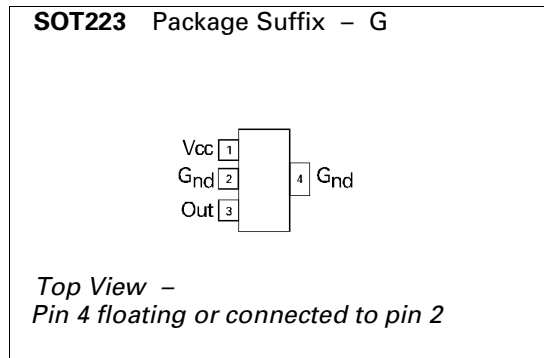 SOT223 Package Suffix – G
Vcc 1
Gnd 2
4 Gnd
Out 3
Top View –
Pin 4 floating or connected to pin 2